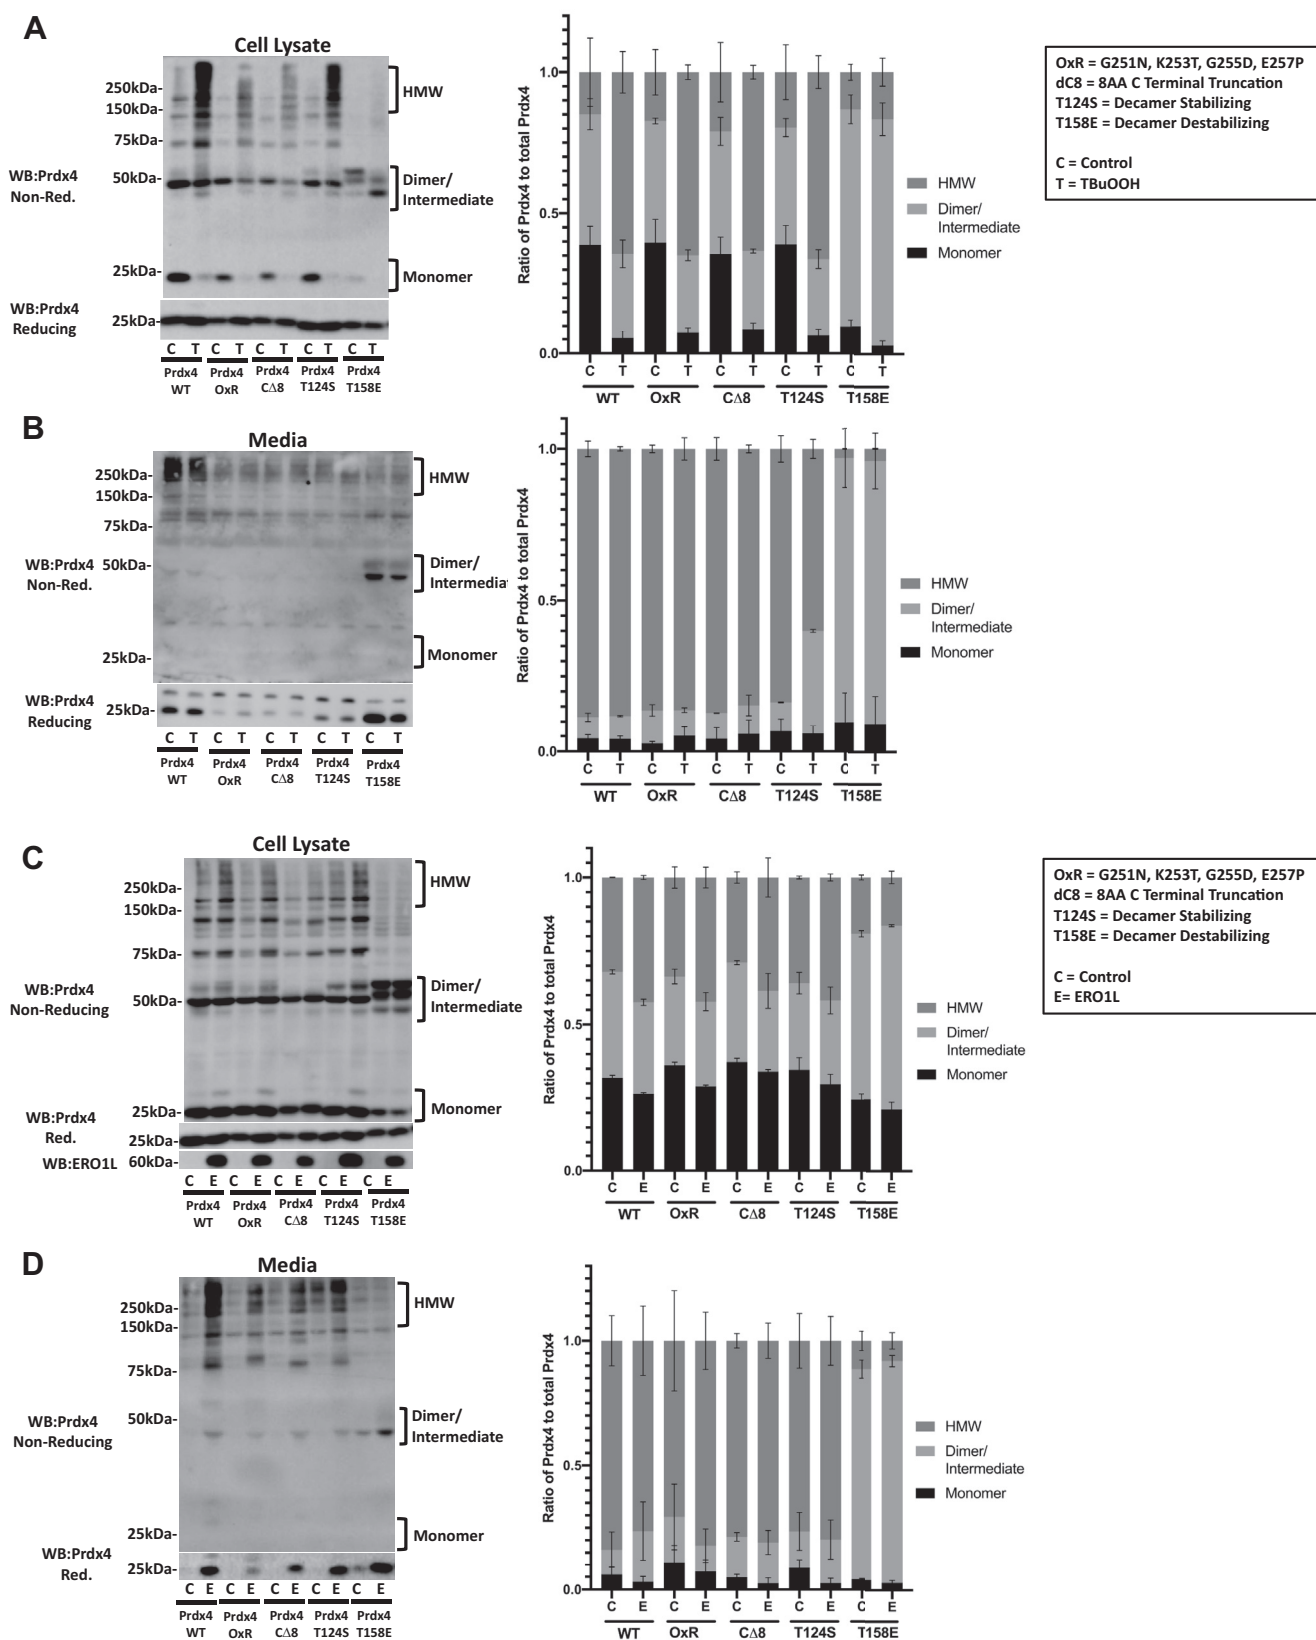 A
Cell Lysate
250kDa-
150kDa-
75kDa-
50kDa-
25kDa-
WB:Prdx4
Non-Red.
HMW
Dimer/
Intermediate
Monomer
WB:Prdx4
Reducing
25kDa-
C T C T C T C T C T
Prdx4 WT
Prdx4 OxR
Prdx4 CΔ8
Prdx4 T124S
Prdx4 T158E
Ratio of Prdx4 to total Prdx4
1.0
0.5
0.0
C T C T C T C T C T
WT OxR CΔ8 T124S T158E
HMW
Dimer/
Intermediate
Monomer
OxR = G251N, K253T, G255D, E257P
dC8 = 8AA C Terminal Truncation
T124S = Decamer Stabilizing
T158E = Decamer Destabilizing
C = Control
T = TBuOOH
B
Media
250kDa-
150kDa-
75kDa-
50kDa-
25kDa-
WB:Prdx4
Non-Red.
HMW
Dimer/
Intermedia
Monomer
WB:Prdx4
Reducing
25kDa-
C T C T C T C T C T
Prdx4 WT
Prdx4 OxR
Prdx4 CΔ8
Prdx4 T124S
Prdx4 T158E
Ratio of Prdx4 to total Prdx4
1.0
0.5
0.0
C T C T C T C T C T
WT OxR CΔ8 T124S T158E
HMW
Dimer/
Intermediate
Monomer
C
Cell Lysate
250kDa-
150kDa-
75kDa-
50kDa-
25kDa-
WB:Prdx4
Non-Reducing
HMW
Dimer/
Intermediate
Monomer
WB:Prdx4
Red.
25kDa-
WB:ERO1L 60kDa-
C E C E C E C E C E
Prdx4 WT
Prdx4 OxR
Prdx4 CΔ8
Prdx4 T124S
Prdx4 T158E
Ratio of Prdx4 to total Prdx4
1.0
0.5
0.0
C E C E C E C E C E
WT OxR CΔ8 T124S T158E
HMW
Dimer/
Intermediate
Monomer
OxR = G251N, K253T, G255D, E257P
dC8 = 8AA C Terminal Truncation
T124S = Decamer Stabilizing
T158E = Decamer Destabilizing
C = Control
E= ERO1L
D
Media
250kDa-
150kDa-
75kDa-
50kDa-
25kDa-
WB:Prdx4
Non-Reducing
HMW
Dimer/
Intermediate
Monomer
WB:Prdx4
Red.
25kDa-
C E C E C E C E C E
Prdx4 WT
Prdx4 OxR
Prdx4 CΔ8
Prdx4 T124S
Prdx4 T158E
Ratio of Prdx4 to total Prdx4
1.0
0.5
0.0
C E C E C E C E C E
WT OxR CΔ8 T124S T158E
HMW
Dimer/
Intermediate
Monomer